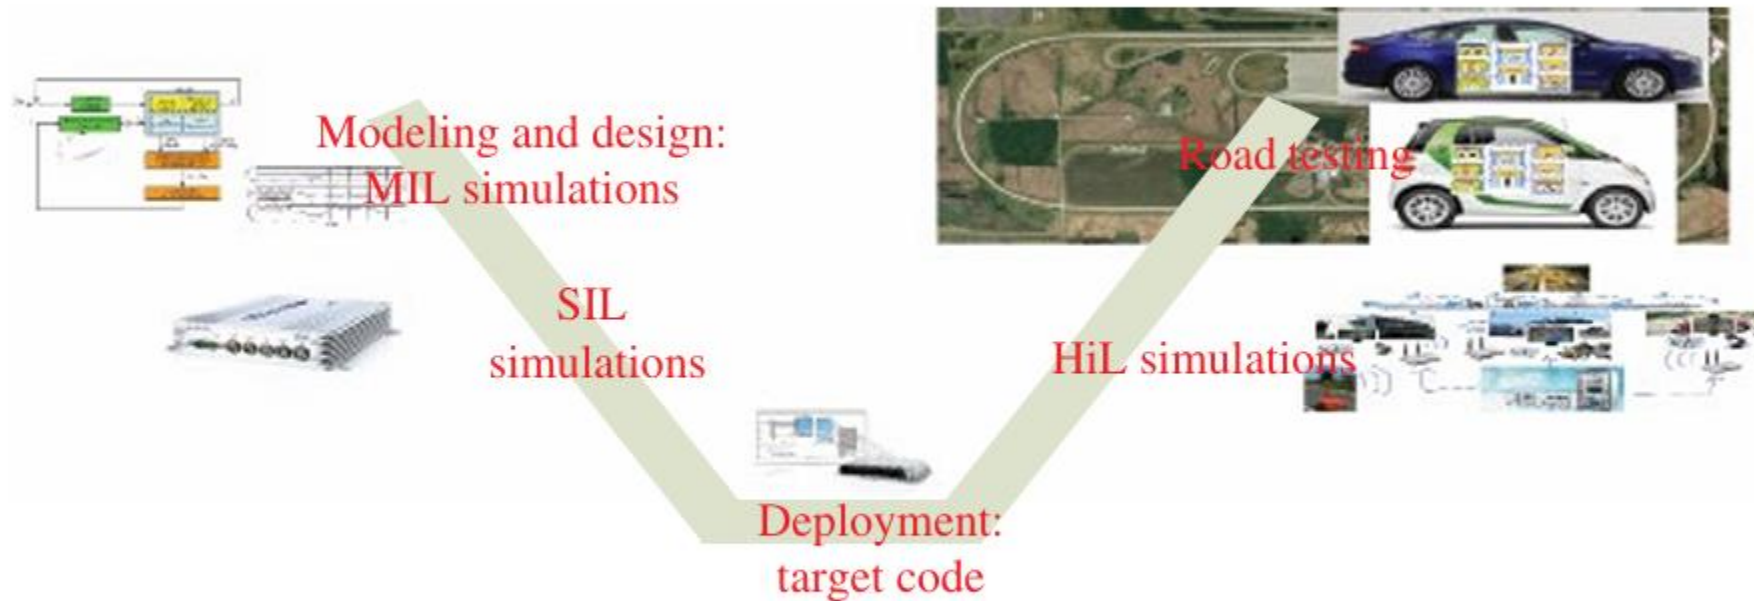 Modeling and design:
MIL simulations
Road testing
SIL
simulations
HiL simulations
Deployment:
target code